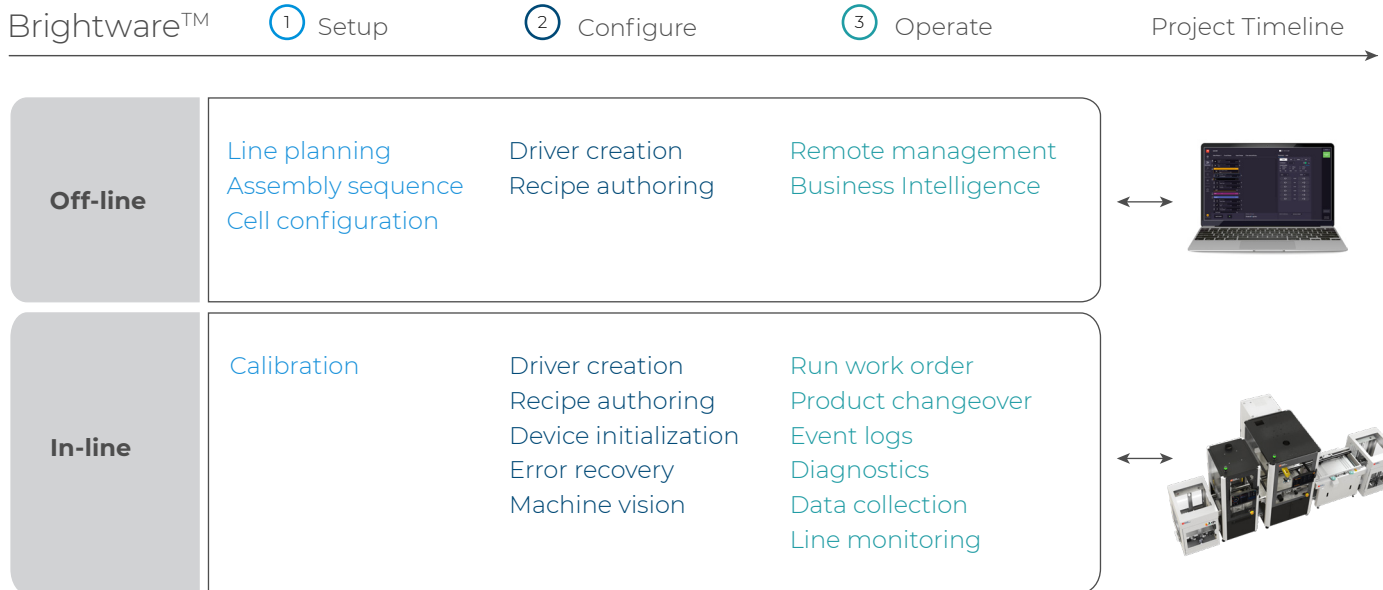 Brightware™
1 Setup
2 Configure
3 Operate
Project Timeline
Off-line
Line planning
Assembly sequence
Cell configuration
Driver creation
Recipe authoring
Remote management
Business Intelligence
In-line
Calibration
Driver creation
Recipe authoring
Device initialization
Error recovery
Machine vision
Run work order
Product changeover
Event logs
Diagnostics
Data collection
Line monitoring